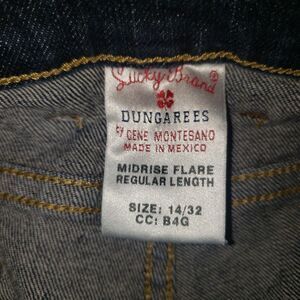 Lucky Brand®
DUNGAREES
by GENE MONTESANO
MADE IN MEXICO
MIDRISE FLARE
REGULAR LENGTH
SIZE: 14/32
CC: B4G